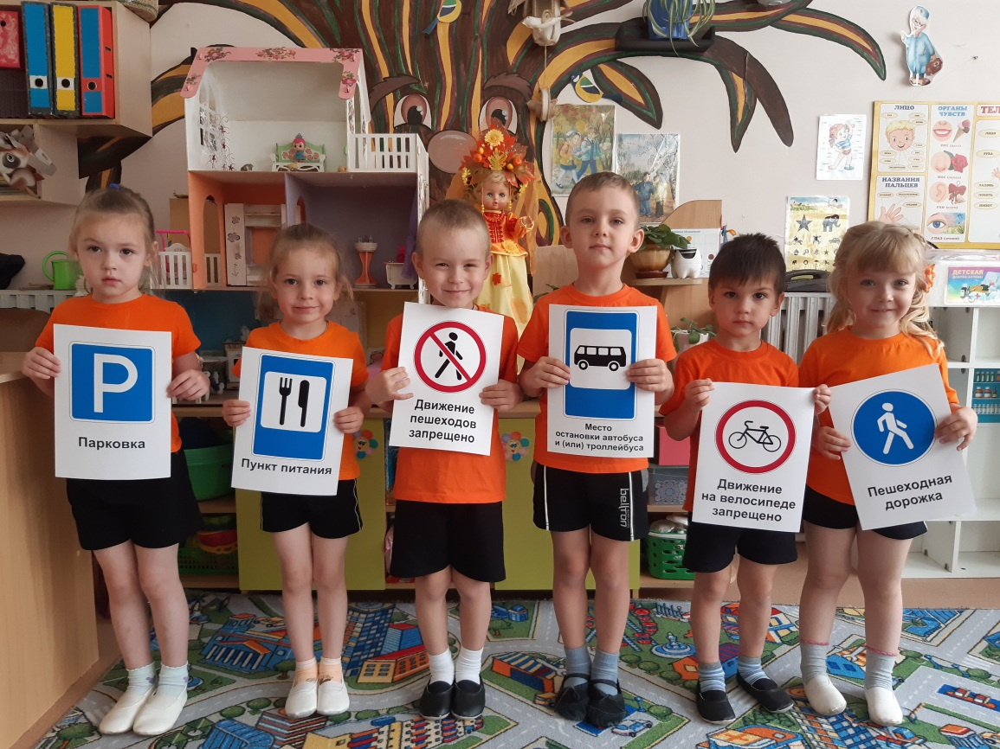 P
Парковка
Пункт питания
Движение
пешеходов
запрещено
Место
остановки автобуса
и (или) троллейбуса
beltron
Движение
на велосипеде
запрещено
Пешеходная
дорожка
ЛИЦО
ОРГАНЫ
ЧУВСТВ
НАЗВАНИЯ
ПАЛЬЦЕВ
ДЕТСКАЯ